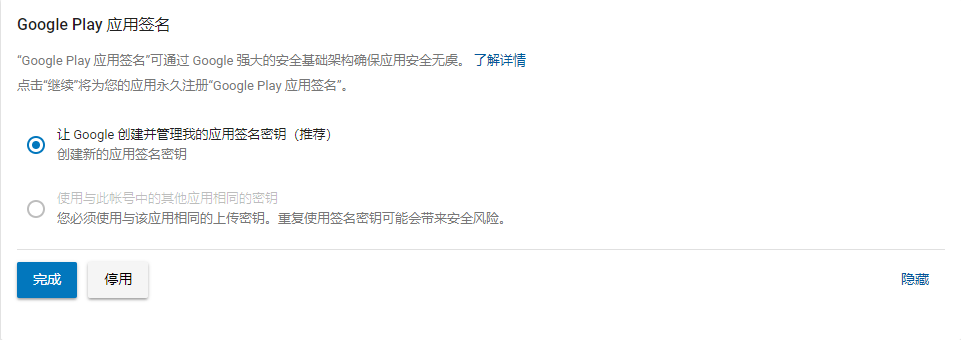 Google Play 应用签名
“Google Play 应用签名”可通过 Google 强大的安全基础架构确保应用安全无虞。 了解详情
点击“继续”将为您的应用永久注册“Google Play 应用签名”。
让 Google 创建并管理我的应用签名密钥（推荐）
创建新的应用签名密钥
使用与此帐号中的其他应用相同的密钥
您必须使用与该应用相同的上传密钥。重复使用签名密钥可能会带来安全风险。
完成 停用 隐藏